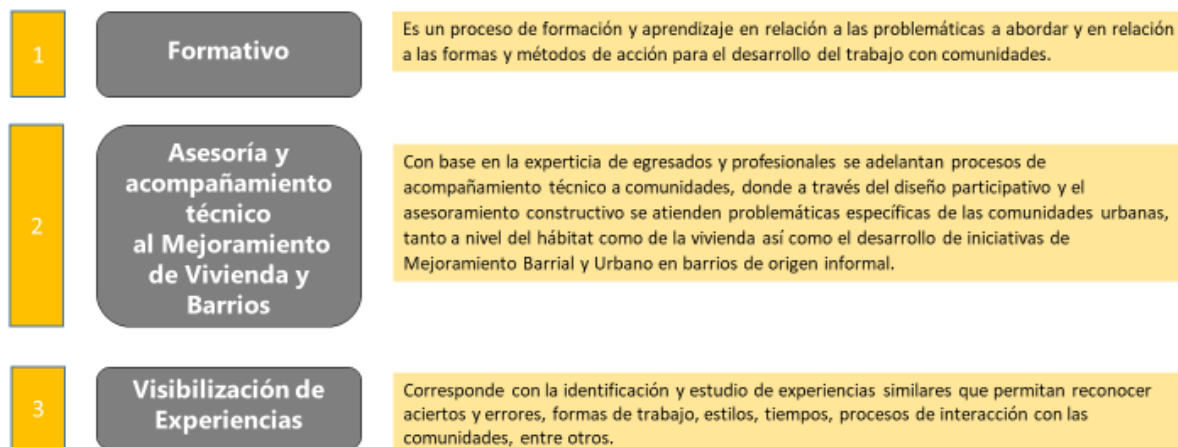 1
Formativo
Es un proceso de formación y aprendizaje en relación a las problemáticas a abordar y en relación
a las formas y métodos de acción para el desarrollo del trabajo con comunidades.
2
Asesoría y
acompañamiento
técnico
al Mejoramiento
de Vivienda y
Barrios
Con base en la experticia de egresados y profesionales se adelantan procesos de
acompañamiento técnico a comunidades, donde a través del diseño participativo y el
asesoramiento constructivo se atienden problemáticas específicas de las comunidades urbanas,
tanto a nivel del hábitat como de la vivienda así como el desarrollo de iniciativas de
Mejoramiento Barrial y Urbano en barrios de origen informal.
3
Visibilización de
Experiencias
Corresponde con la identificación y estudio de experiencias similares que permitan reconocer
aciertos y errores, formas de trabajo, estilos, tiempos, procesos de interacción con las
comunidades, entre otros.